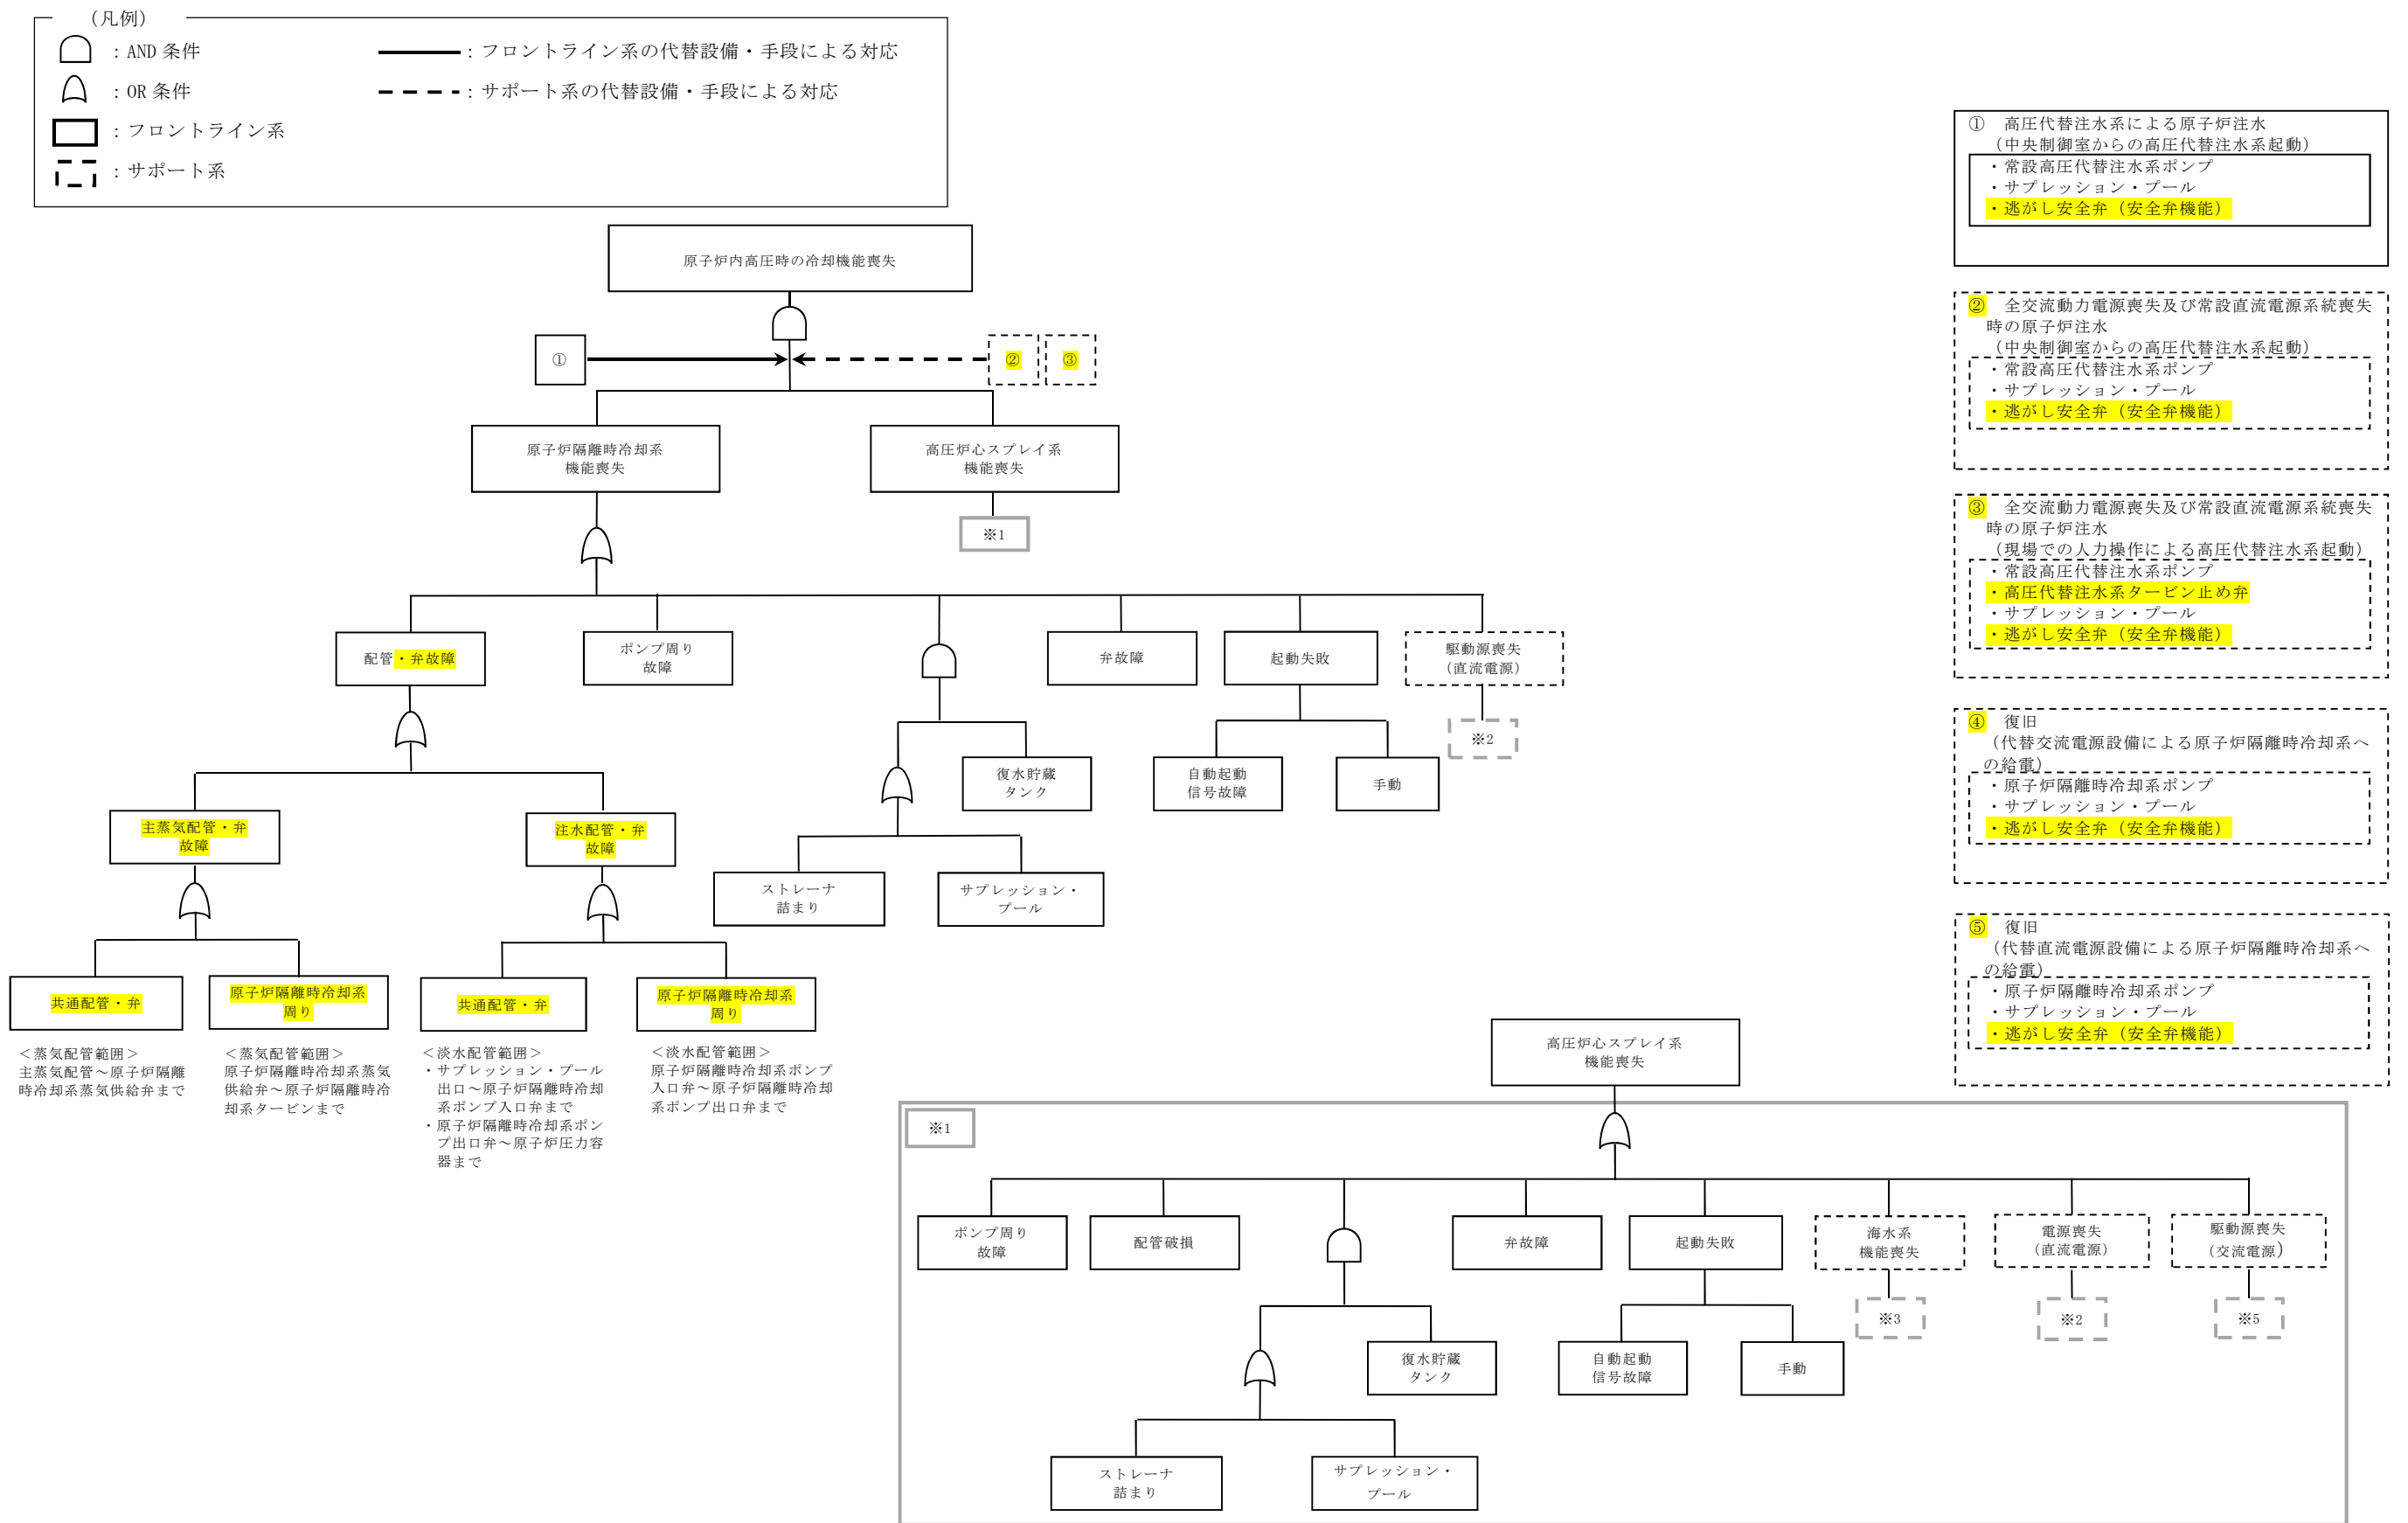 （凡例）
：AND 条件
：フロントライン系の代替設備・手段による対応
：OR 条件
：サポート系の代替設備・手段による対応
：フロントライン系
：サポート系
① 高圧代替注水系による原子炉注水
（中央制御室からの高圧代替注水系起動）
・常設高圧代替注水系ポンプ
・サプレッション・プール
・逃がし安全弁（安全弁機能）
② 全交流動力電源喪失及び常設直流電源系統喪失
時の原子炉注水
（中央制御室からの高圧代替注水系起動）
・常設高圧代替注水系ポンプ
・サプレッション・プール
・逃がし安全弁（安全弁機能）
③ 全交流動力電源喪失及び常設直流電源系統喪失
時の原子炉注水
（現場での人力操作による高圧代替注水系起動）
・常設高圧代替注水系ポンプ
・高圧代替注水系タービン止め弁
・サプレッション・プール
・逃がし安全弁（安全弁機能）
④ 復旧
（代替交流電源設備による原子炉隔離時冷却系へ
の給電）
・原子炉隔離時冷却系ポンプ
・サプレッション・プール
・逃がし安全弁（安全弁機能）
⑤ 復旧
（代替直流電源設備による原子炉隔離時冷却系へ
の給電）
・原子炉隔離時冷却系ポンプ
・サプレッション・プール
・逃がし安全弁（安全弁機能）
原子炉内高圧時の冷却機能喪失
①
②
③
原子炉隔離時冷却系
機能喪失
高圧炉心スプレイ系
機能喪失
※1
配管・弁故障
ポンプ周り
故障
弁故障
起動失敗
駆動源喪失
（直流電源）
※2
復水貯蔵
タンク
自動起動
信号故障
手動
主蒸気配管・弁
故障
注水配管・弁
故障
ストレーナ
詰まり
サプレッション・
プール
共通配管・弁
原子炉隔離時冷却系
周り
共通配管・弁
原子炉隔離時冷却系
周り
＜蒸気配管範囲＞
主蒸気配管～原子炉隔離
時冷却系蒸気供給弁まで
＜蒸気配管範囲＞
原子炉隔離時冷却系蒸気
供給弁～原子炉隔離時冷
却系タービンまで
＜淡水配管範囲＞
・サプレッション・プール
出口～原子炉隔離時冷却
系ポンプ入口弁まで
・原子炉隔離時冷却系ポン
プ出口弁～原子炉圧力容
器まで
＜淡水配管範囲＞
原子炉隔離時冷却系ポンプ
入口弁～原子炉隔離時冷却
系ポンプ出口弁まで
高圧炉心スプレイ系
機能喪失
※1
ポンプ周り
故障
配管破損
弁故障
起動失敗
海水系
機能喪失
電源喪失
（直流電源）
駆動源喪失
（交流電源）
※3
※2
※5
復水貯蔵
タンク
自動起動
信号故障
手動
ストレーナ
詰まり
サプレッション・
プール